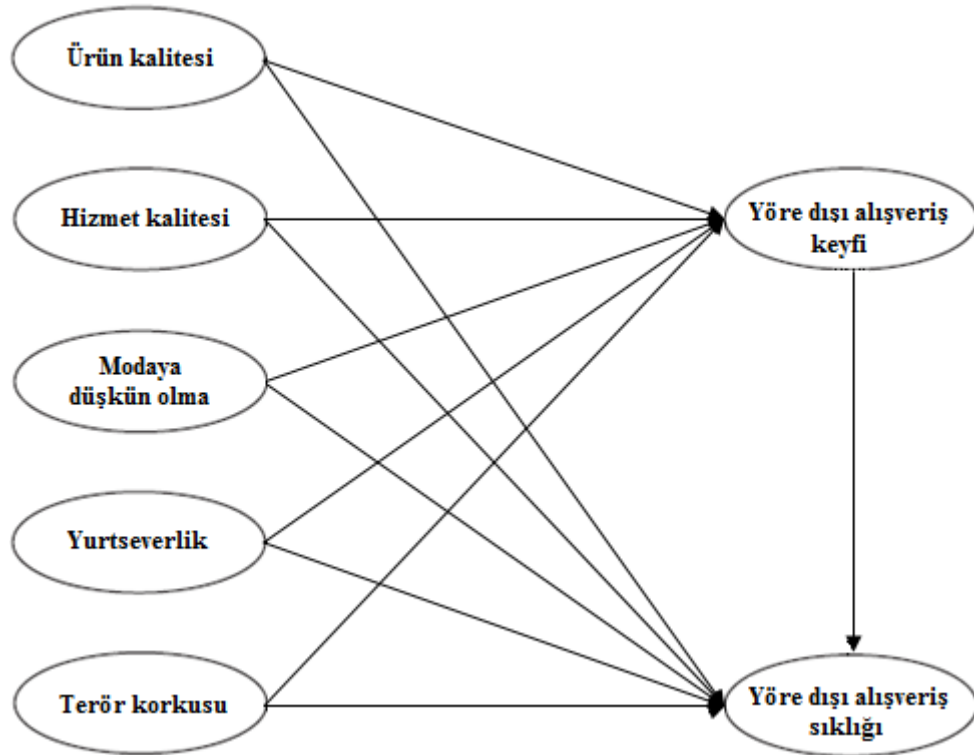 Ürün kalitesi
Hizmet kalitesi
Modaya
düşkün olma
Yurtseverlik
Terör korkusu
Yöre dışı alışveriş
keyfi
Yöre dışı alışveriş
sıklığı